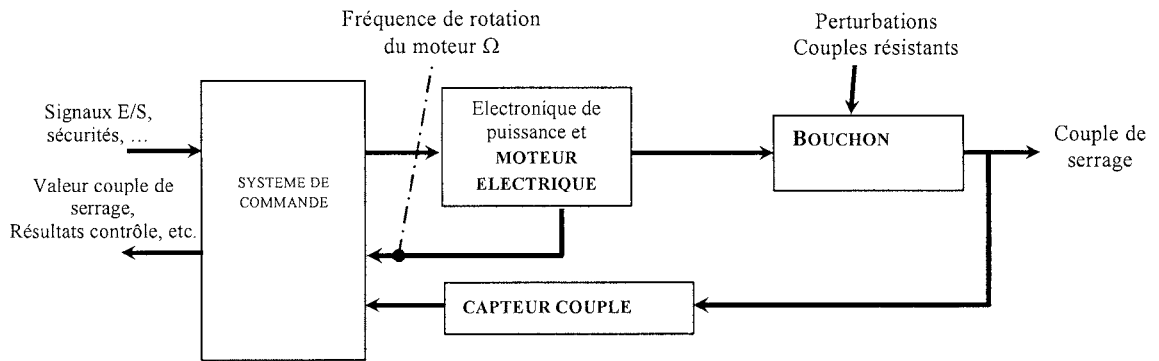 Fréquence de rotation
du moteur Ω
Perturbations
Couples résistants
Signaux E/S,
sécurités, ...
Valeur couple de
serrage,
Résultats contrôle, etc.
SYSTEME DE
COMMANDE
Electronique de
puissance et
MOTEUR
ELECTRIQUE
BOUCHON
Couple de
serrage
CAPTEUR COUPLE